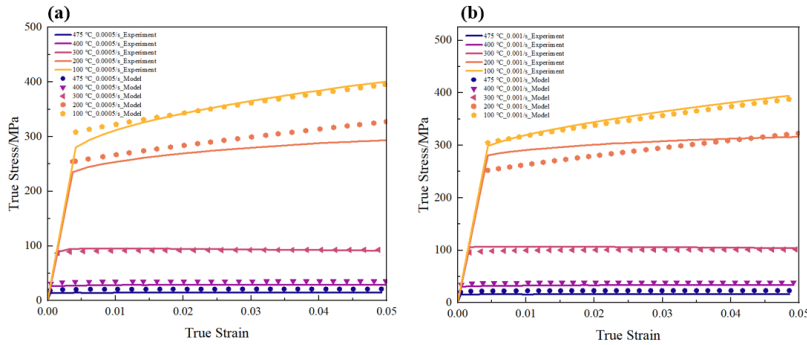 (a)
500
400
300
200
100
0
True Stress/MPa
475 °C_0.0005/s_Experiment
400 °C_0.0005/s_Experiment
300 °C_0.0005/s_Experiment
200 °C_0.0005/s_Experiment
100 °C_0.0005/s_Experiment
475 °C_0.0005/s_Model
400 °C_0.0005/s_Model
300 °C_0.0005/s_Model
200 °C_0.0005/s_Model
100 °C_0.0005/s_Model
0.00 0.01 0.02 0.03 0.04 0.05
True Strain
(b)
500
400
300
200
100
0
True Stress/MPa
475 °C_0.001/s_Experiment
400 °C_0.001/s_Experiment
300 °C_0.001/s_Experiment
200 °C_0.001/s_Experiment
100 °C_0.001/s_Experiment
475 °C_0.001/s_Model
400 °C_0.001/s_Model
300 °C_0.001/s_Model
200 °C_0.001/s_Model
100 °C_0.001/s_Model
0.00 0.01 0.02 0.03 0.04 0.05
True Strain